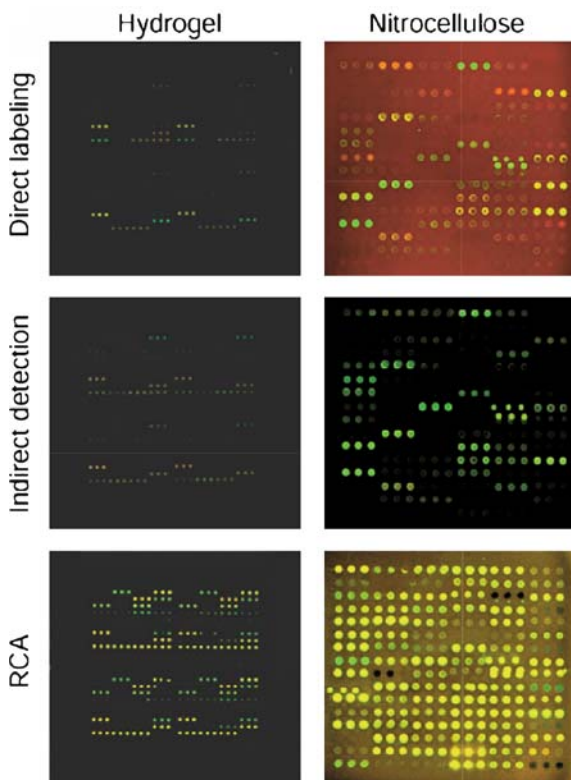 Hydrogel
Nitrocellulose
Direct labeling
Indirect detection
RCA